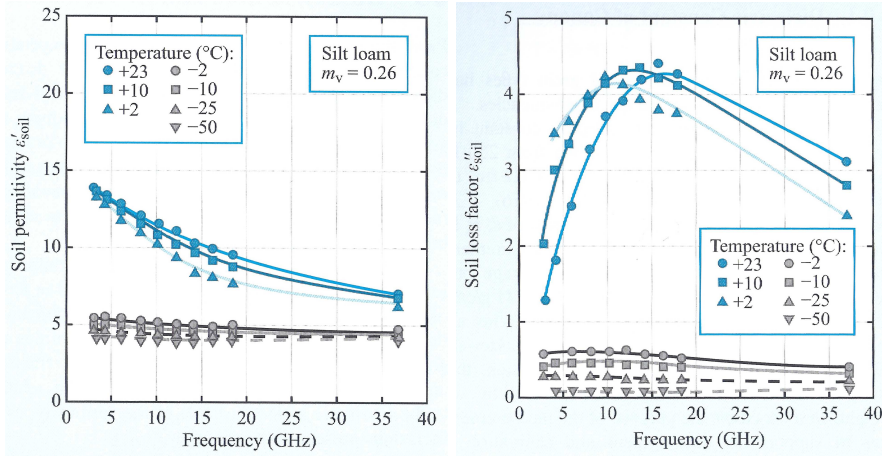 25
20
15
10
5
0
Soil permitivity ε′soil
Temperature (°C):
+23
−2
+10
−10
+2
−25
−50
Silt loam
mv = 0.26
0 5 10 15 20 25 30 35 40
Frequency (GHz)
5
4
3
2
1
0
Soil loss factor ε″soil
Silt loam
mv = 0.26
Temperature (°C):
+23
−2
+10
−10
+2
−25
−50
0 5 10 15 20 25 30 35 40
Frequency (GHz)